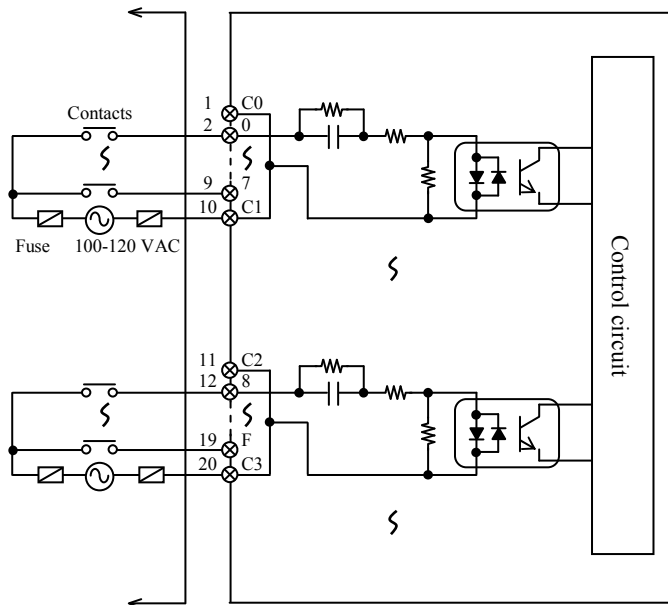 Contacts
1 C0
2 0
9 7
10 C1
Fuse 100-120 VAC
11 C2
12 8
19 F
20 C3
Control circuit